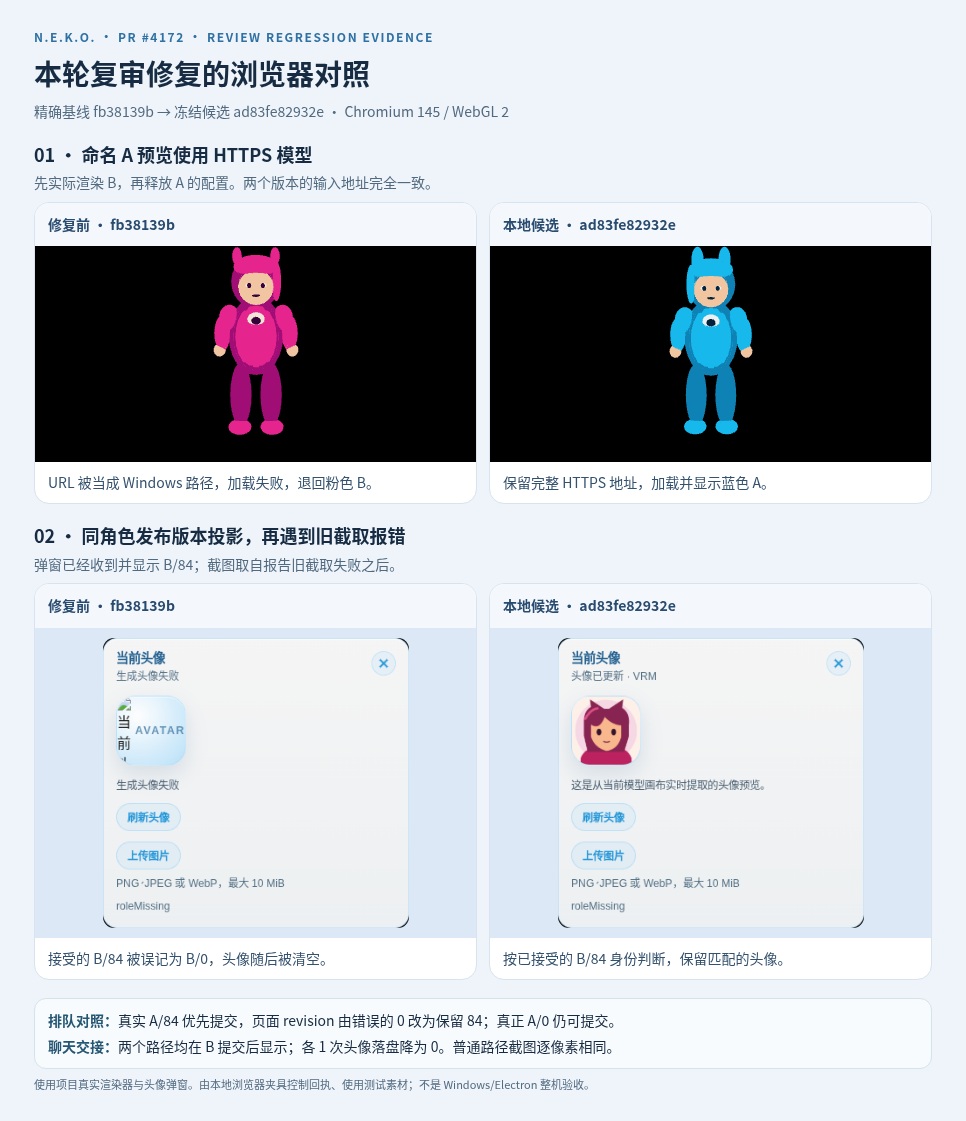 N.E.K.O. · PR #4172 · REVIEW REGRESSION EVIDENCE
本轮复审修复的浏览器对照
精确基线 fb38139b → 冻结候选 ad83fe82932e · Chromium 145 / WebGL 2
01 · 命名 A 预览使用 HTTPS 模型
先实际渲染 B，再释放 A 的配置。两个版本的输入地址完全一致。
修复前 · fb38139b
本地候选 · ad83fe82932e
URL 被当成 Windows 路径，加载失败，退回粉色 B。
保留完整 HTTPS 地址，加载并显示蓝色 A。
02 · 同角色发布版本投影，再遇到旧截取报错
弹窗已经收到并显示 B/84；截图取自报告旧截取失败之后。
修复前 · fb38139b
当前头像
生成头像失败
当
前
AVATAR
生成头像失败
刷新头像
上传图片
PNG·JPEG 或 WebP，最大 10 MiB
roleMissing
接受的 B/84 被误记为 B/0，头像随后被清空。
本地候选 · ad83fe82932e
当前头像
头像已更新 · VRM
这是从当前模型画布实时提取的头像预览。
刷新头像
上传图片
PNG·JPEG 或 WebP，最大 10 MiB
roleMissing
按已接受的 B/84 身份判断，保留匹配的头像。
排队对照：真实 A/84 优先提交，页面 revision 由错误的 0 改为保留 84；真正 A/0 仍可提交。
聊天交接：两个路径均在 B 提交后显示；各 1 次头像落盘降为 0。普通路径截图逐像素相同。
使用项目真实渲染器与头像弹窗。由本地浏览器夹具控制回执、使用测试素材；不是 Windows/Electron 整机验收。